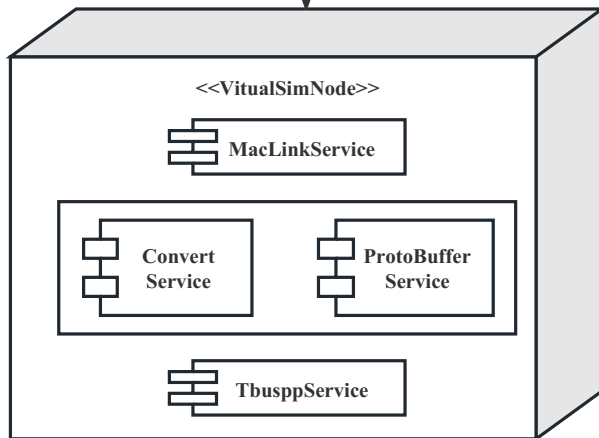 <<VitualSimNode>>
MacLinkService
Convert
Service
ProtoBuffer
Service
TbusppService